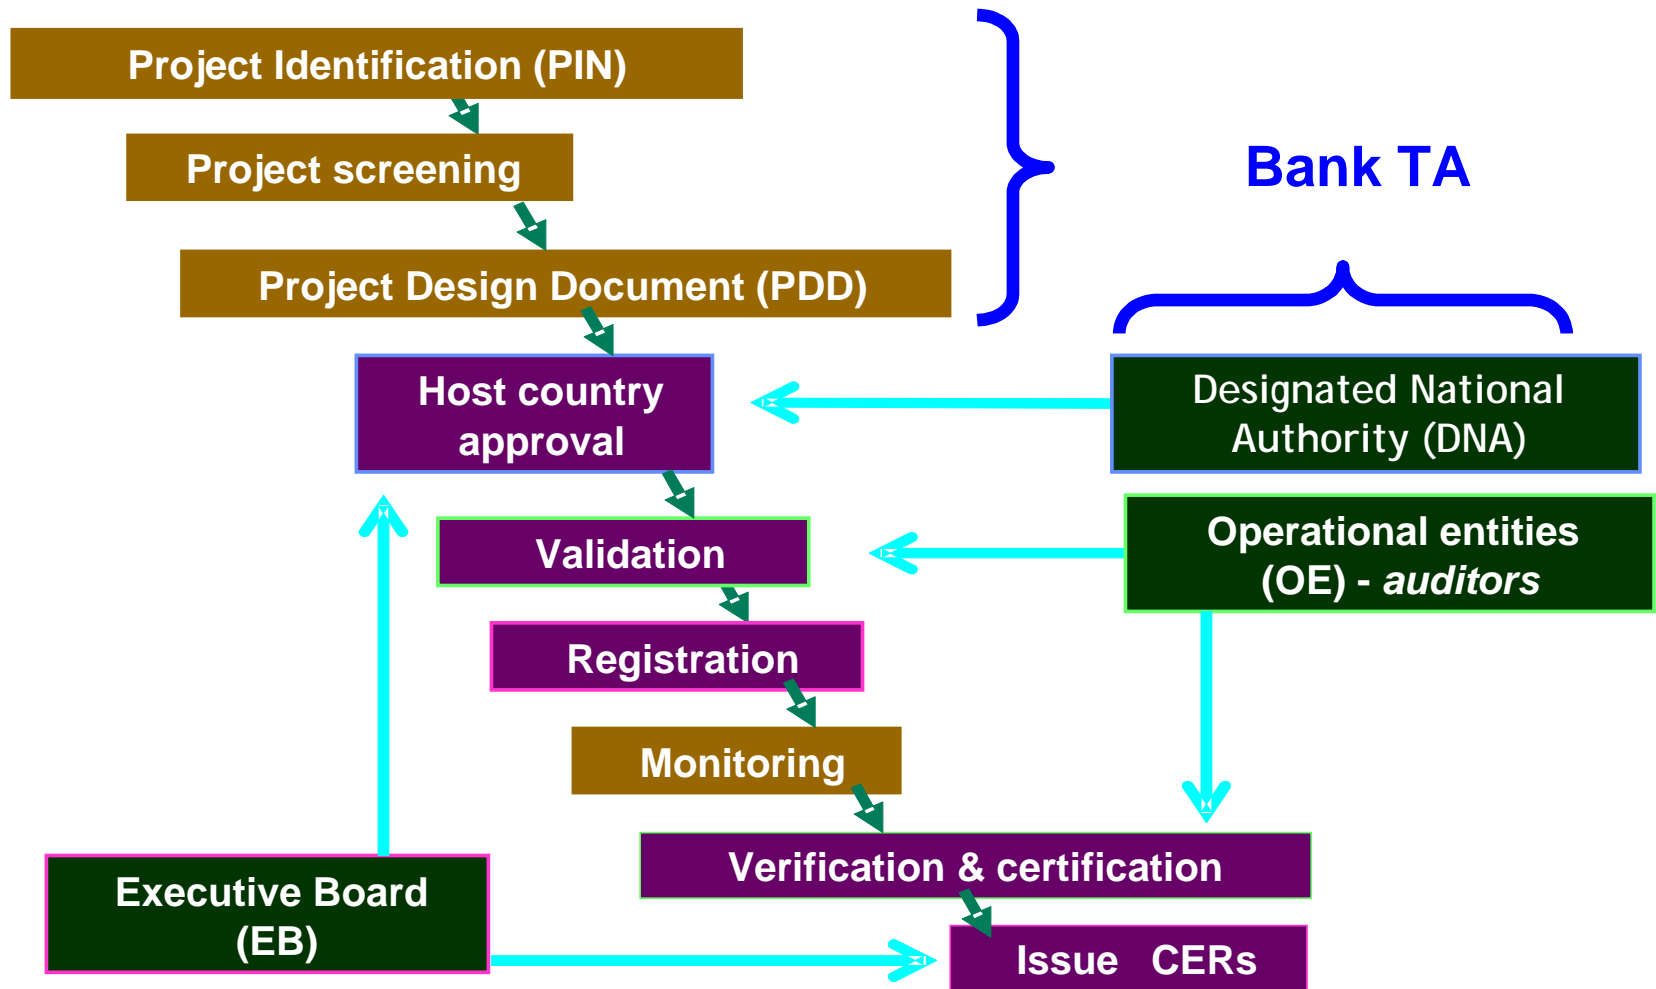 Project Identification (PIN)
Project screening
Bank TA
Project Design Document (PDD)
Host country
approval
Designated National
Authority (DNA)
Validation
Operational entities
(OE) - auditors
Registration
Monitoring
Verification & certification
Executive Board
(EB)
Issue CERs